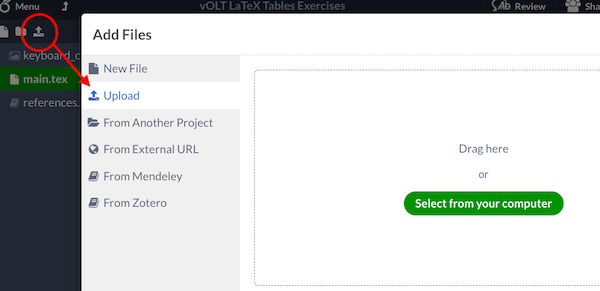 Menu vOLT LaTeX Tables Exercises Review Sha
Add Files
keyboard_c
main.tex
references.
New File
Upload
From Another Project
From External URL
From Mendeley
From Zotero
Drag here
or
Select from your computer